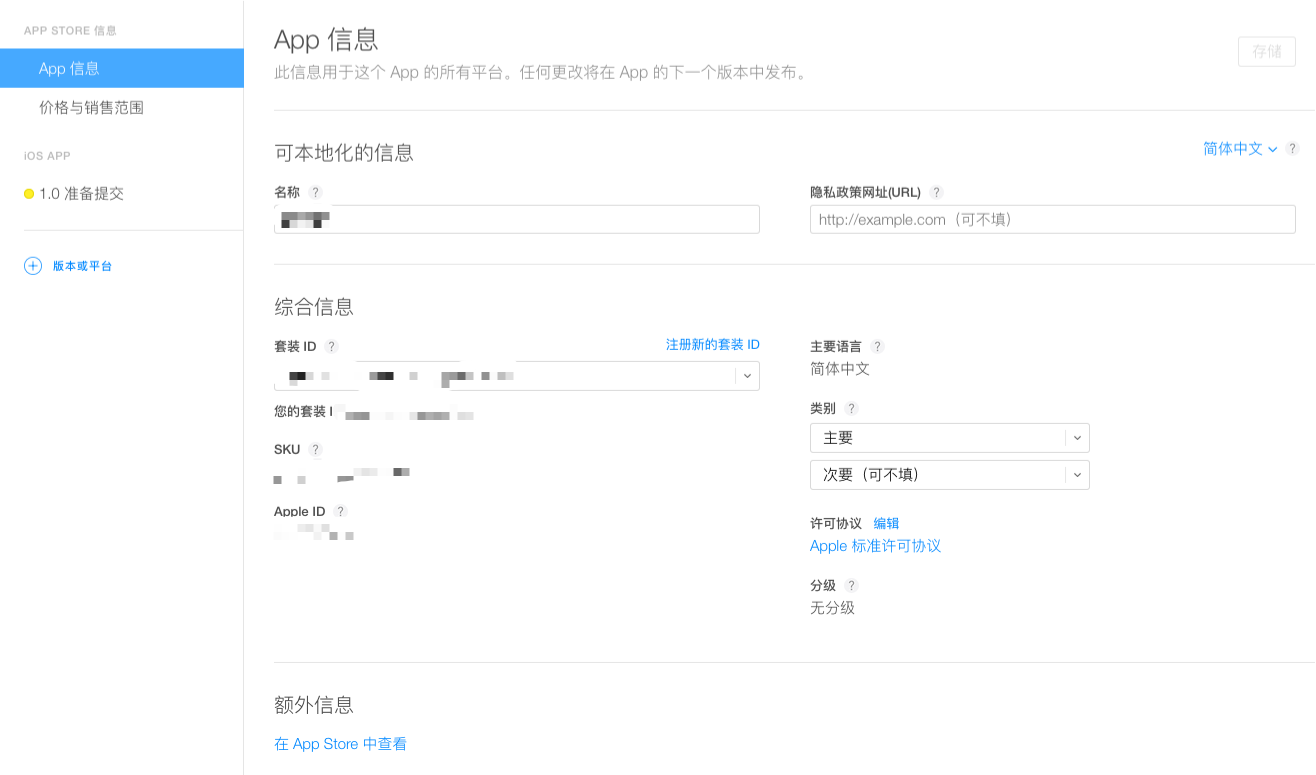 APP STORE 信息
App 信息
价格与销售范围
iOS APP
1.0 准备提交
版本或平台
App 信息
此信息用于这个 App 的所有平台。任何更改将在 App 的下一个版本中发布。
存储
可本地化的信息
简体中文
?
名称 ?
隐私政策网址(URL) ?
http://example.com（可不填）
综合信息
套装 ID ?
注册新的套装 ID
您的套装 I
SKU ?
Apple ID ?
主要语言 ?
简体中文
类别 ?
主要
次要（可不填）
许可协议 编辑
Apple 标准许可协议
分级 ?
无分级
额外信息
在 App Store 中查看